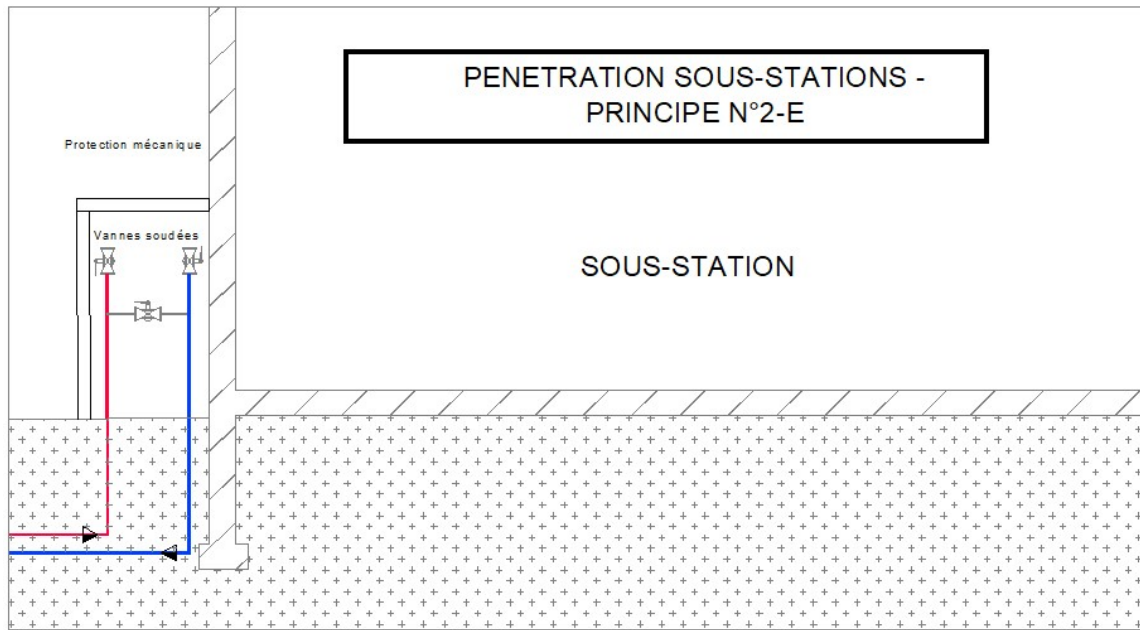 PENETRATION SOUS-STATIONS -
PRINCIPE N°2-E
Protection mécanique
Vannes soudées
SOUS-STATION